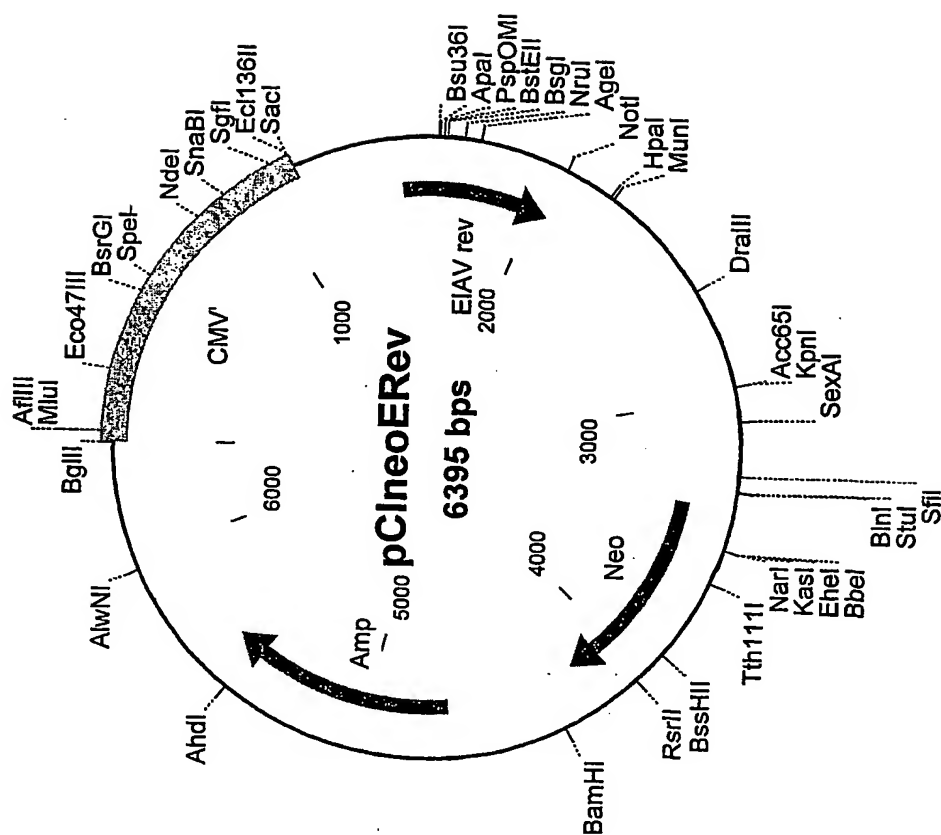 BglII
AflIII
MluI
Eco47III
BsrGI
SpeI-
NdeI
SnaBI
SgfI
Ecl136II
SacI
Bsu36I
ApaI
PspOMI
BstEII
BsgI
NruI
AgeI
NotI
HpaI
MunI
DraIII
Acc65I
KpnI
SexAI
SfiI
StuI
BlnI
NarI
KasI
EheI
BbeI
Tth111I
BssHII
RsrII
BamHI
AhdI
AlwNI
CMV'
1000
EIAV rev
2000
3000
Neo
4000
Amp
5000
6000
pCIneoERev
6395 bps